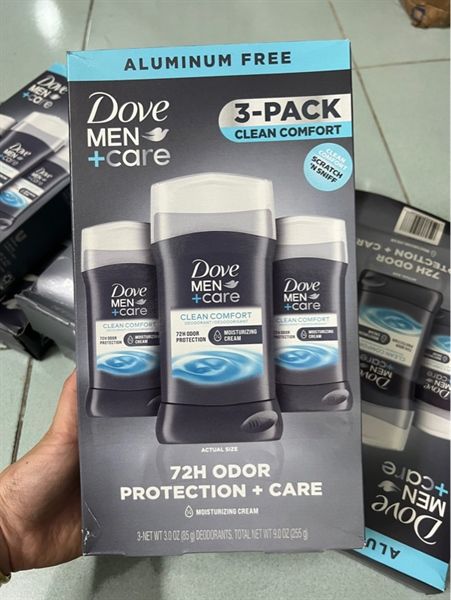 ALUMINUM FREE
Dove
MEN
+care
3-PACK
CLEAN COMFORT
CLEAN
COMFORT
SCRATCH
'N SNIFF
Dove
MEN
+care
CLEAN COMFORT
DEODORANT • DÉSODORISANT
72H ODOR
PROTECTION
MOISTURIZING
CREAM
Dove
MEN
+care
CLEAN COMFORT
72H ODOR
PROTECTION
Dove
MEN
+care
CLEAN COMFORT
72H ODOR
PROTECTION
MOISTURIZING
CREAM
ACTUAL SIZE
72H ODOR
PROTECTION + CARE
MOISTURIZING CREAM
3-NET WT 3.0 OZ (85 g) DEODORANTS, TOTAL NET WT 9.0 OZ (255 g)
72H ODOR
PROTECTION + CARE
Dove
MEN
+care
ALUMINUM